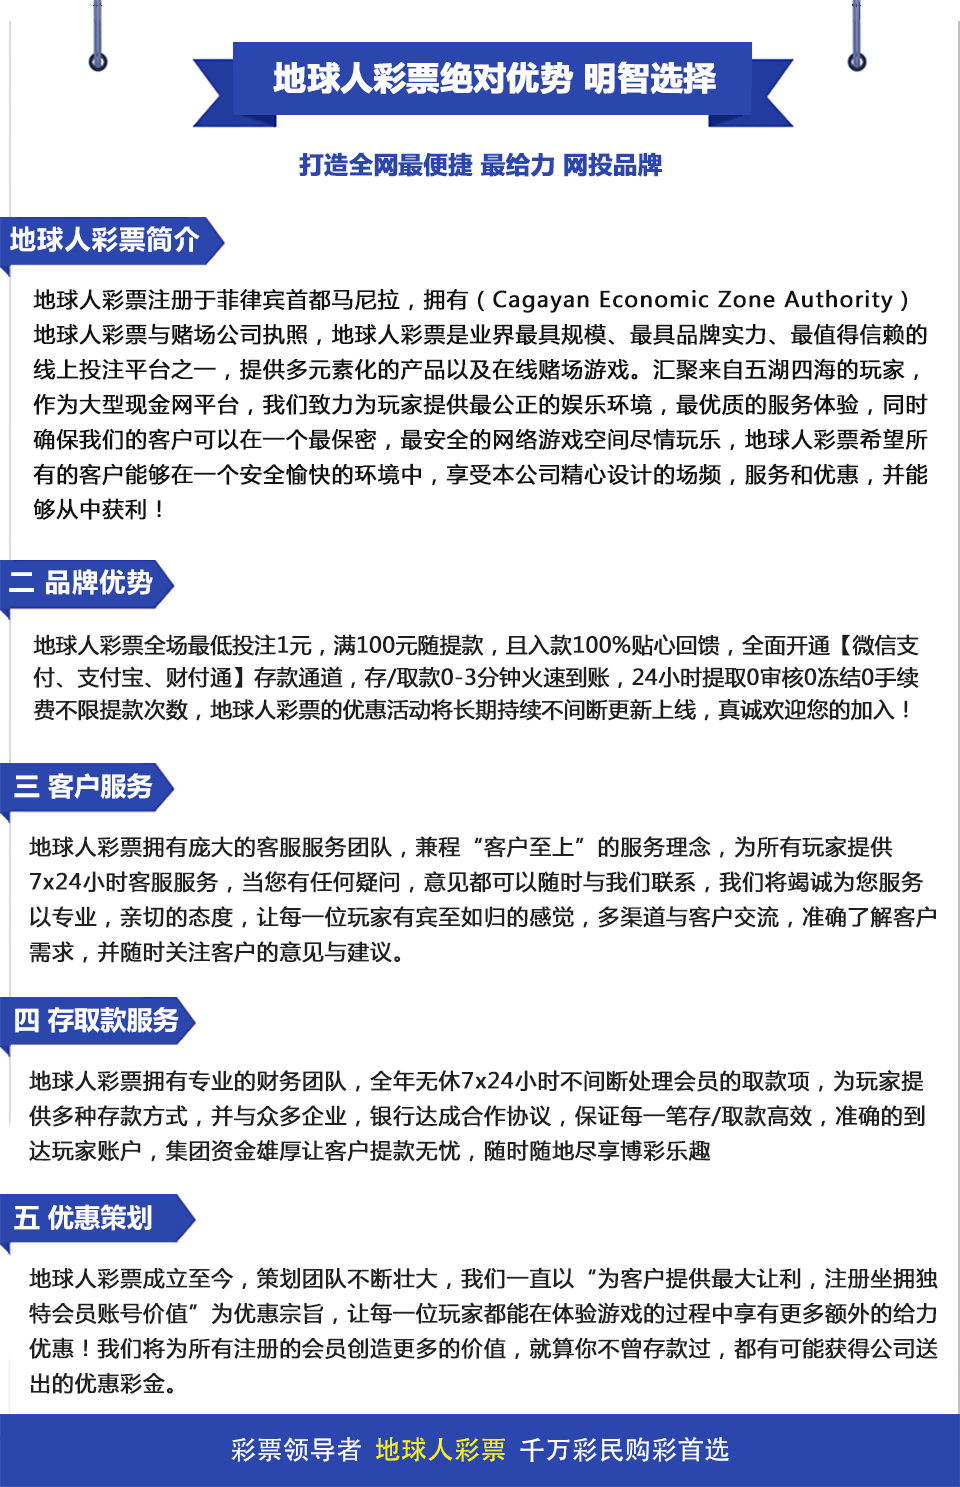 地球人彩票绝对优势 明智选择
打造全网最便捷 最给力 网投品牌
地球人彩票简介
地球人彩票注册于菲律宾首都马尼拉，拥有（Cagayan Economic Zone Authority）
地球人彩票与赌场公司执照，地球人彩票是业界最具规模、最具品牌实力、最值得信赖的
线上投注平台之一，提供多元素化的产品以及在线赌场游戏。汇聚来自五湖四海的玩家，
作为大型现金网平台，我们致力为玩家提供最公正的娱乐环境，最优质的服务体验，同时
确保我们的客户可以在一个最保密，最安全的网络游戏空间尽情玩乐，地球人彩票希望所
有的客户能够在一个安全愉快的环境中，享受本公司精心设计的场频，服务和优惠，并能
够从中获利！
二 品牌优势
地球人彩票全场最低投注1元，满100元随提款，且入款100%贴心回馈，全面开通【微信支
付、支付宝、财付通】存款通道，存/取款0-3分钟火速到账，24小时提取0审核0冻结0手续
费不限提款次数，地球人彩票的优惠活动将长期持续不间断更新上线，真诚欢迎您的加入！
三 客户服务
地球人彩票拥有庞大的客服服务团队，兼程“客户至上”的服务理念，为所有玩家提供
7x24小时客服服务，当您有任何疑问，意见都可以随时与我们联系，我们将竭诚为您服务
以专业，亲切的态度，让每一位玩家有宾至如归的感觉，多渠道与客户交流，准确了解客户
需求，并随时关注客户的意见与建议。
四 存取款服务
地球人彩票拥有专业的财务团队，全年无休7x24小时不间断处理会员的取款项，为玩家提
供多种存款方式，并与众多企业，银行达成合作协议，保证每一笔存/取款高效，准确的到
达玩家账户，集团资金雄厚让客户提款无忧，随时随地尽享博彩乐趣
五 优惠策划
地球人彩票成立至今，策划团队不断壮大，我们一直以“为客户提供最大让利，注册坐拥独
特会员账号价值”为优惠宗旨，让每一位玩家都能在体验游戏的过程中享有更多额外的给力
优惠！我们将为所有注册的会员创造更多的价值，就算你不曾存款过，都有可能获得公司送
出的优惠彩金。
彩票领导者 地球人彩票 千万彩民购彩首选